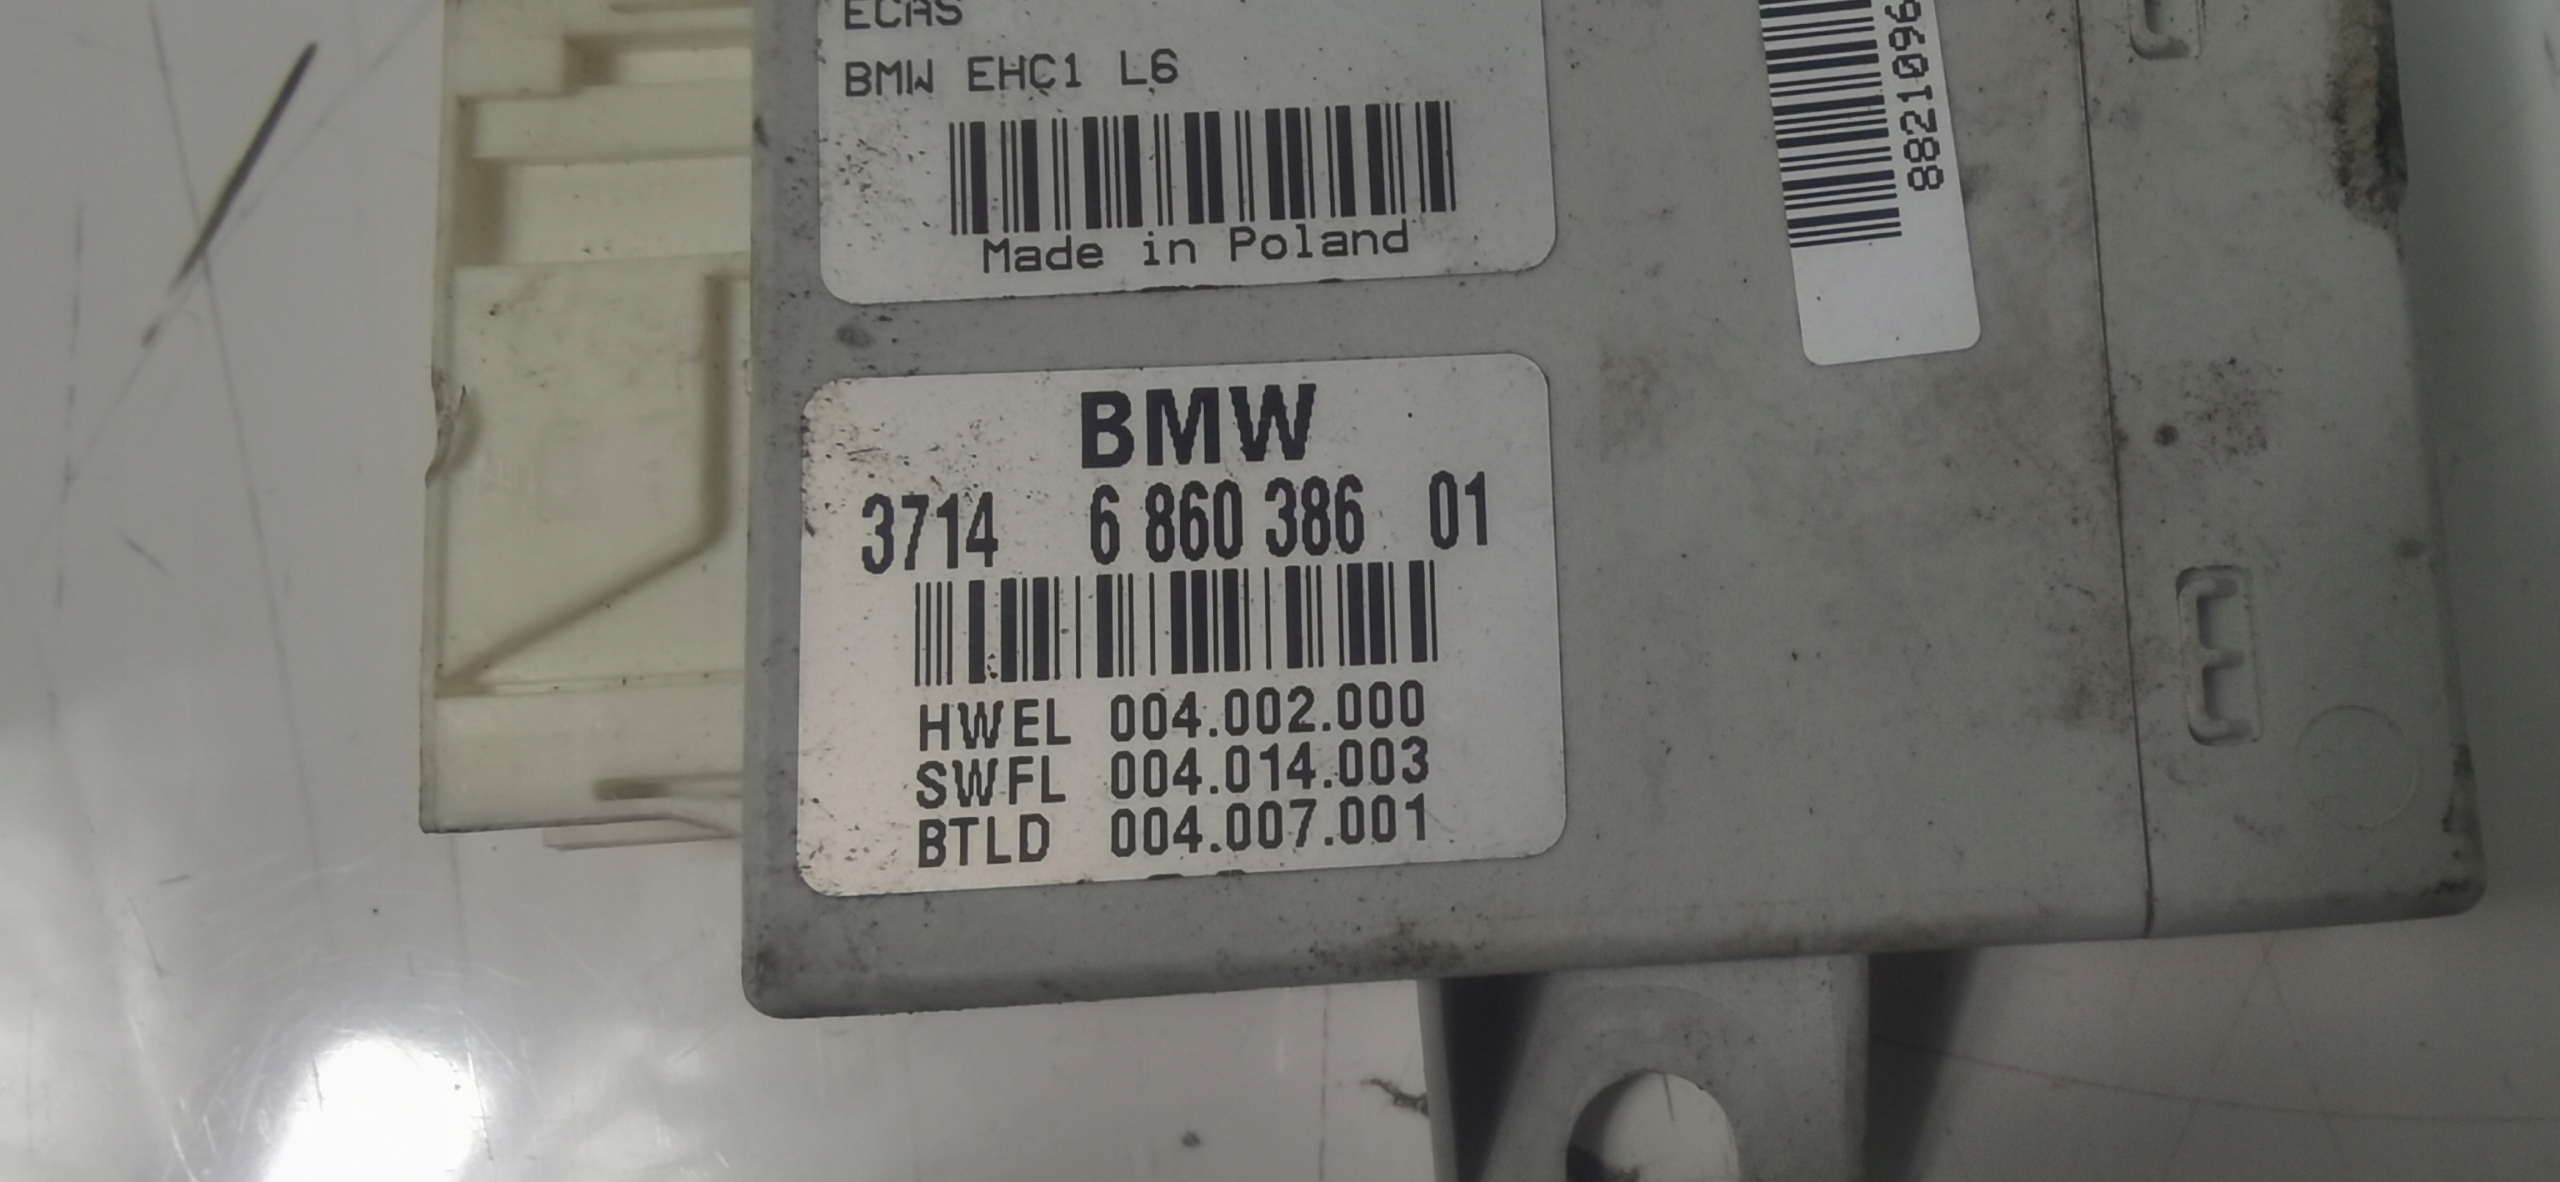 ECAS
BMW EHC1 L6
Made in Poland
BMW
3714 6 860 386 01
HWEL 004.002.000
SWFL 004.014.003
BTLD 004.007.001
8821096